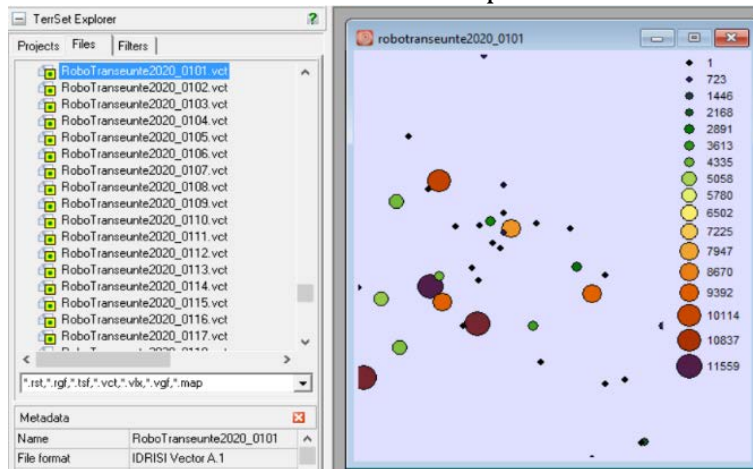 TerrSet Explorer
Projects Files Filters
RoboTranseunte2020_0101.vct
RoboTranseunte2020_0102.vct
RoboTranseunte2020_0103.vct
RoboTranseunte2020_0104.vct
RoboTranseunte2020_0105.vct
RoboTranseunte2020_0106.vct
RoboTranseunte2020_0107.vct
RoboTranseunte2020_0108.vct
RoboTranseunte2020_0109.vct
RoboTranseunte2020_0110.vct
RoboTranseunte2020_0111.vct
RoboTranseunte2020_0112.vct
RoboTranseunte2020_0113.vct
RoboTranseunte2020_0114.vct
RoboTranseunte2020_0115.vct
RoboTranseunte2020_0116.vct
RoboTranseunte2020_0117.vct
*.rst,*.rgf,*.tsf,*.vct,*.vlx,*.vgf,*.map
Metadata
Name RoboTranseunte2020_0101
File format IDRISI Vector A.1
robotranseunte2020_0101
1
723
1446
2168
2891
3613
4335
5058
5780
6502
7225
7947
8670
9392
10114
10837
11559